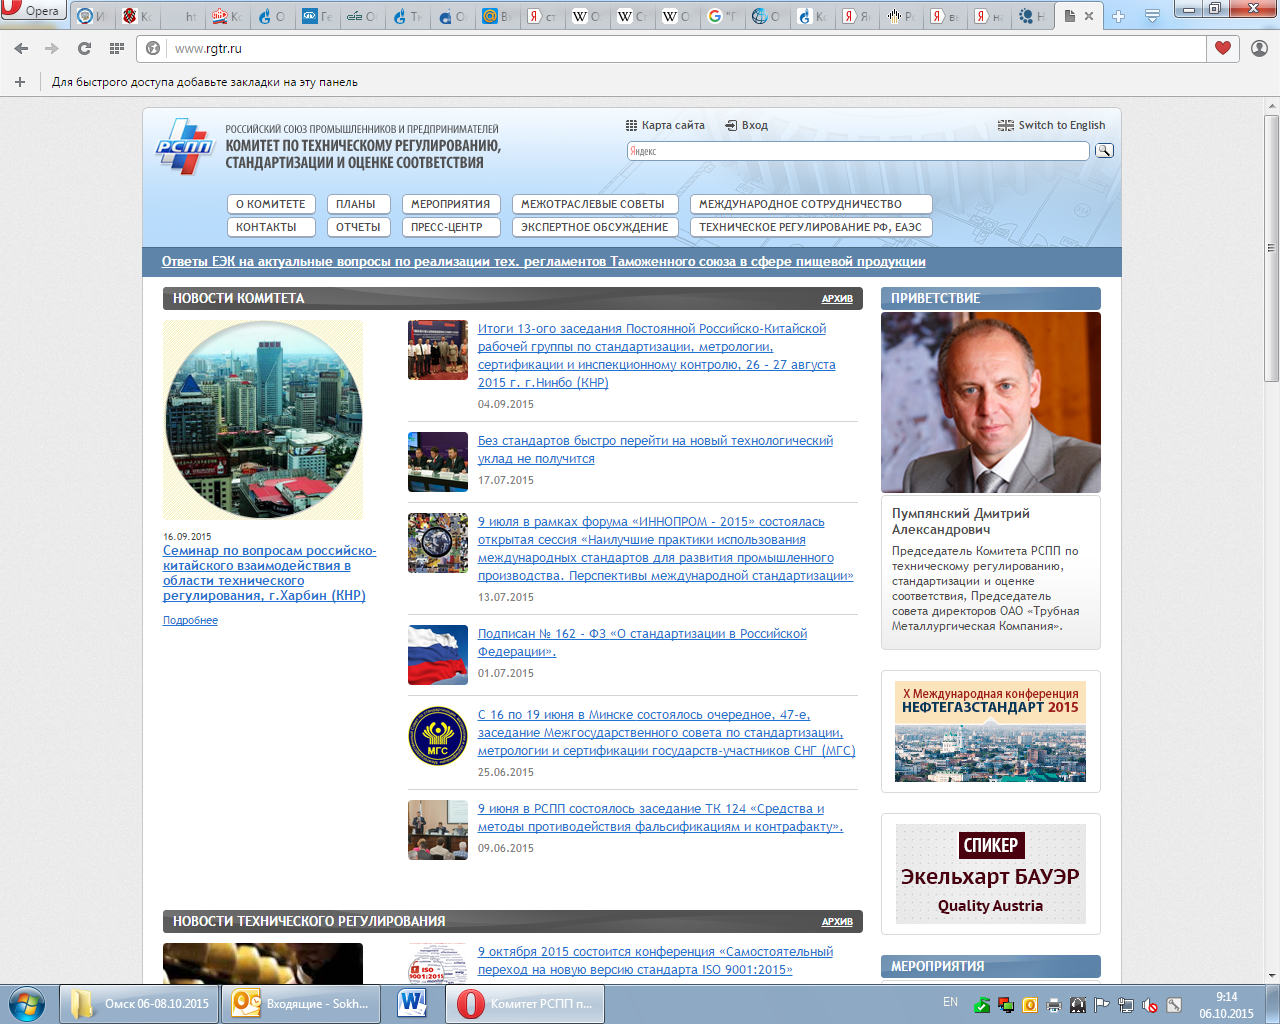 Opera
www.rgtr.ru
Для быстрого доступа добавьте закладки на эту панель
РСПП
РОССИЙСКИЙ СОЮЗ ПРОМЫШЛЕННИКОВ И ПРЕДПРИНИМАТЕЛЕЙ
КОМИТЕТ ПО ТЕХНИЧЕСКОМУ РЕГУЛИРОВАНИЮ,
СТАНДАРТИЗАЦИИ И ОЦЕНКЕ СООТВЕТСТВИЯ
Карта сайта
Вход
Switch to English
Яндекс
О КОМИТЕТЕ
ПЛАНЫ
МЕРОПРИЯТИЯ
МЕЖОТРАСЛЕВЫЕ СОВЕТЫ
МЕЖДУНАРОДНОЕ СОТРУДНИЧЕСТВО
КОНТАКТЫ
ОТЧЕТЫ
ПРЕСС-ЦЕНТР
ЭКСПЕРТНОЕ ОБСУЖДЕНИЕ
ТЕХНИЧЕСКОЕ РЕГУЛИРОВАНИЕ РФ, ЕАЭС
Ответы ЕЭК на актуальные вопросы по реализации тех. регламентов Таможенного союза в сфере пищевой продукции
НОВОСТИ КОМИТЕТА
АРХИВ
16.09.2015
Семинар по вопросам российско-
китайского взаимодействия в
области технического
регулирования, г.Харбин (КНР)
Подробнее
Итоги 13-ого заседания Постоянной Российско-Китайской
рабочей группы по стандартизации, метрологии,
сертификации и инспекционному контролю, 26 - 27 августа
2015 г. г.Нинбо (КНР)
04.09.2015
Без стандартов быстро перейти на новый технологический
уклад не получится
17.07.2015
9 июля в рамках форума «ИННОПРОМ - 2015» состоялась
открытая сессия «Наилучшие практики использования
международных стандартов для развития промышленного
производства. Перспективы международной стандартизации»
13.07.2015
Подписан № 162 - ФЗ «О стандартизации в Российской
Федерации».
01.07.2015
МГС
С 16 по 19 июня в Минске состоялось очередное, 47-е,
заседание Межгосударственного совета по стандартизации,
метрологии и сертификации государств-участников СНГ (МГС)
25.06.2015
9 июня в РСПП состоялось заседание ТК 124 «Средства и
методы противодействия фальсификациям и контрафакту».
09.06.2015
ПРИВЕТСТВИЕ
Пумпянский Дмитрий
Александрович
Председатель Комитета РСПП по
техническому регулированию,
стандартизации и оценке
соответствия, Председатель
совета директоров ОАО «Трубная
Металлургическая Компания».
X Международная конференция
НЕФТЕГАЗСТАНДАРТ 2015
СПИКЕР
Экельхарт БАУЭР
Quality Austria
МЕРОПРИЯТИЯ
НОВОСТИ ТЕХНИЧЕСКОГО РЕГУЛИРОВАНИЯ
АРХИВ
ISO
9001:2015
9 октября 2015 состоится конференция «Самостоятельный
переход на новую версию стандарта ISO 9001:2015»
Омск 06-08.10.2015
Входящие - Sokh...
Комитет РСПП п...
EN
9:14
06.10.2015